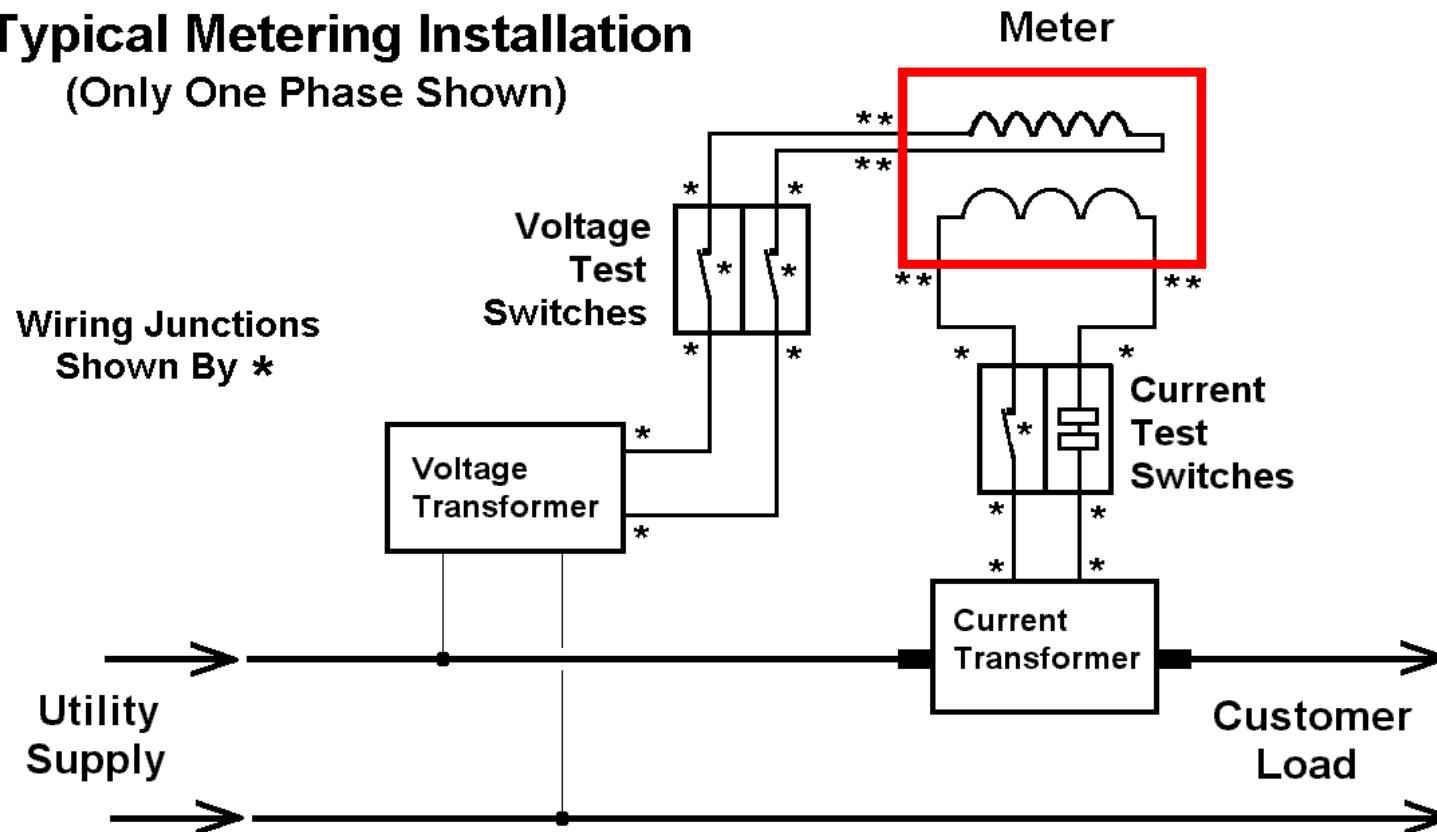 Typical Metering Installation
(Only One Phase Shown)
Meter
**
**
*
*
Voltage
Test
Switches
*
*
**
**
Wiring Junctions
Shown By *
*
*
*
*
Current
Test
Switches
*
*
Voltage
Transformer
*
*
*
*
*
Current
Transformer
Utility
Supply
Customer
Load